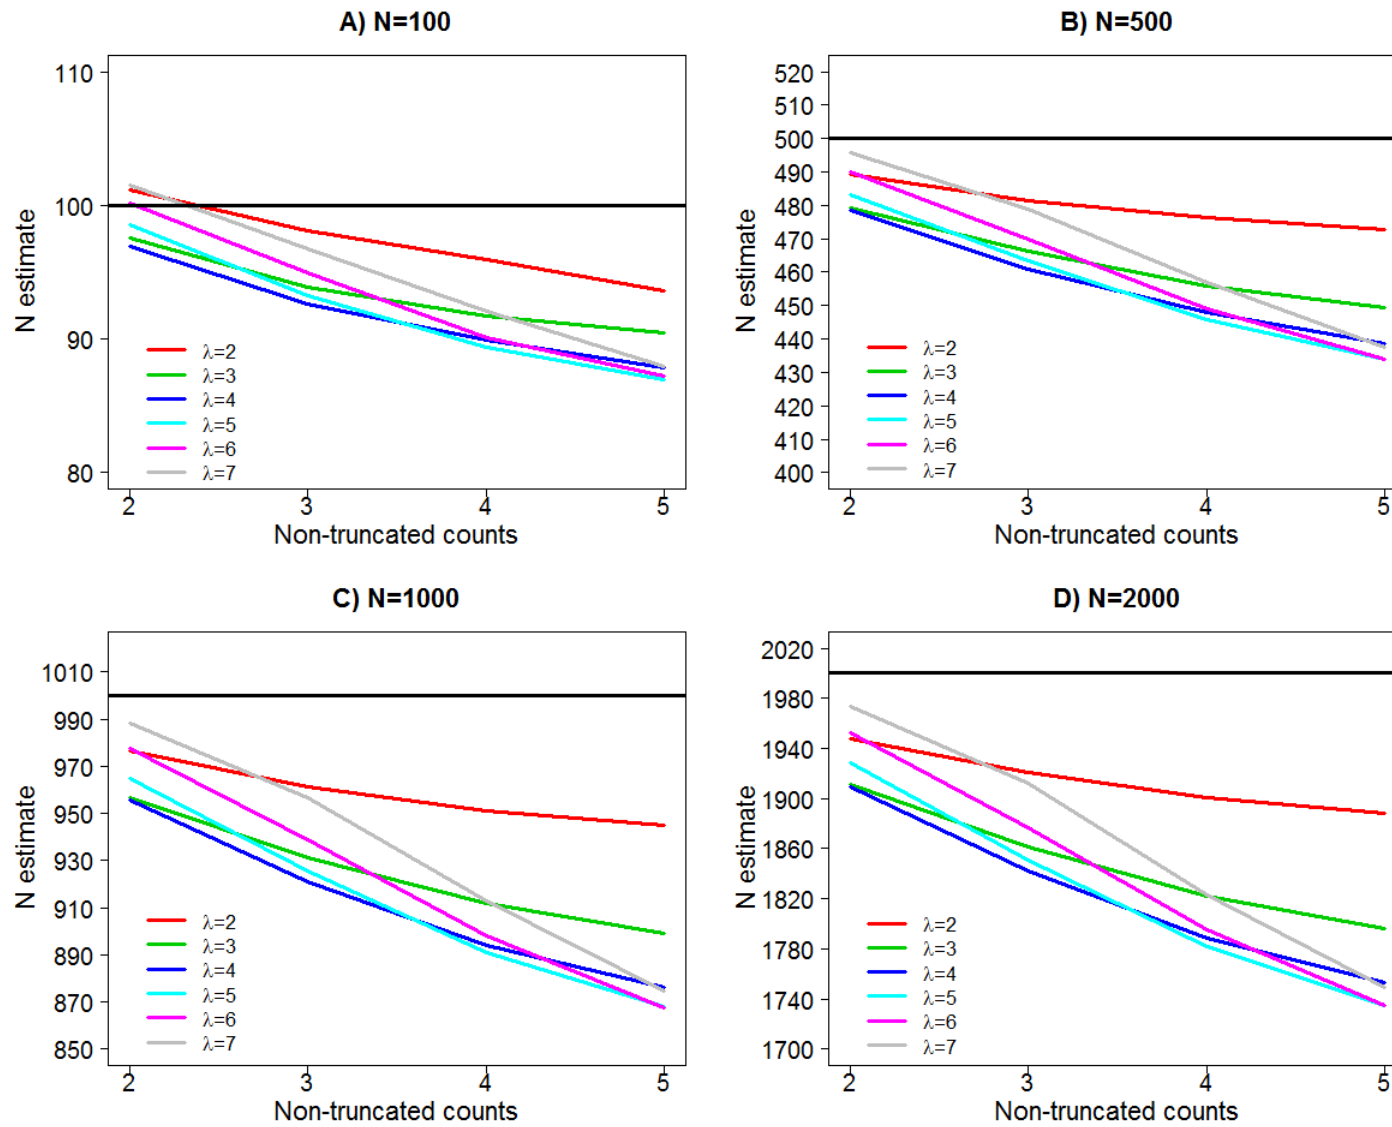 A) N=100
N estimate
110
100
90
80
λ=2
λ=3
λ=4
λ=5
λ=6
λ=7
2 3 4 5
Non-truncated counts
B) N=500
N estimate
520
510
500
490
480
470
460
450
440
430
420
410
400
λ=2
λ=3
λ=4
λ=5
λ=6
λ=7
2 3 4 5
Non-truncated counts
C) N=1000
N estimate
1010
990
970
950
930
910
890
870
850
λ=2
λ=3
λ=4
λ=5
λ=6
λ=7
2 3 4 5
Non-truncated counts
D) N=2000
N estimate
2020
1980
1940
1900
1860
1820
1780
1740
1700
λ=2
λ=3
λ=4
λ=5
λ=6
λ=7
2 3 4 5
Non-truncated counts